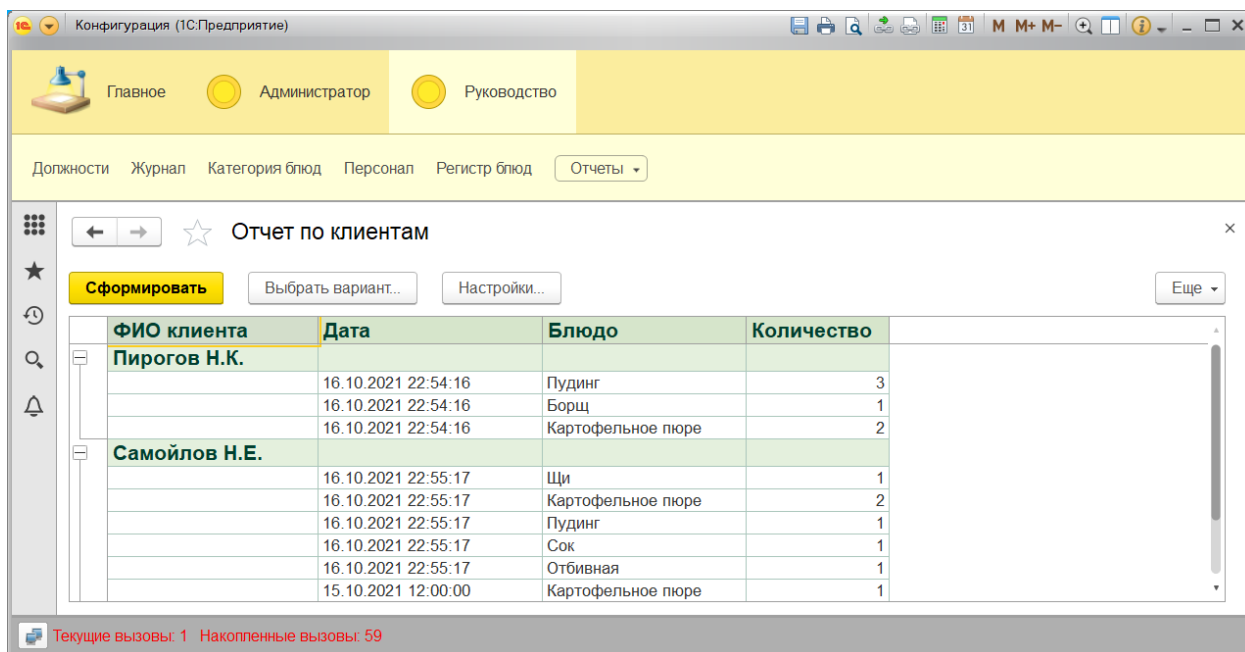 1С Конфигурация (1С:Предприятие) 31 M M+ M-
Главное Администратор Руководство
Должности Журнал Категория блюд Персонал Регистр блюд Отчеты
Отчет по клиентам
Сформировать Выбрать вариант... Настройки... Еще
ФИО клиента Дата Блюдо Количество
Пирогов Н.К.
16.10.2021 22:54:16 Пудинг 3
16.10.2021 22:54:16 Борщ 1
16.10.2021 22:54:16 Картофельное пюре 2
Самойлов Н.Е.
16.10.2021 22:55:17 Щи 1
16.10.2021 22:55:17 Картофельное пюре 2
16.10.2021 22:55:17 Пудинг 1
16.10.2021 22:55:17 Сок 1
16.10.2021 22:55:17 Отбивная 1
15.10.2021 12:00:00 Картофельное пюре 1
Текущие вызовы: 1 Накопленные вызовы: 59